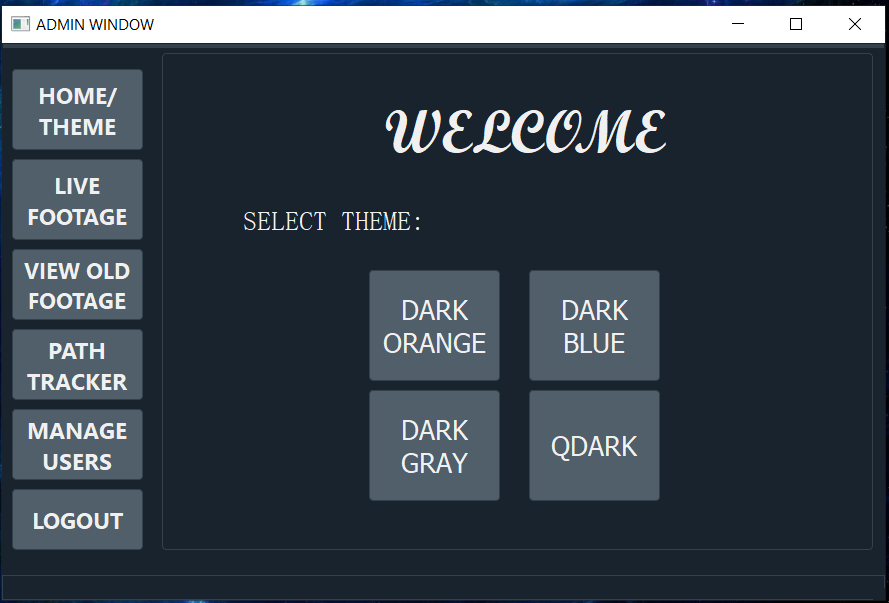 ADMIN WINDOW
HOME/
THEME
LIVE
FOOTAGE
VIEW OLD
FOOTAGE
PATH
TRACKER
MANAGE
USERS
LOGOUT
WELCOME
SELECT THEME:
DARK
ORANGE
DARK
BLUE
DARK
GRAY
QDARK